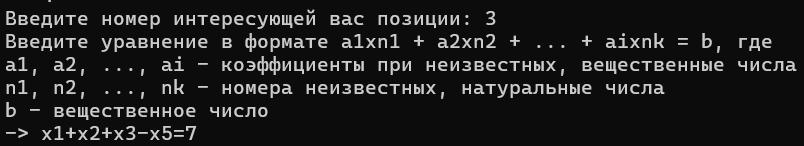 Введите номер интересующей вас позиции: 3
Введите уравнение в формате a1xn1 + a2xn2 + ... + aixnk = b, где
a1, a2, ..., ai - коэффициенты при неизвестных, вещественные числа
n1, n2, ..., nk - номера неизвестных, натуральные числа
b - вещественное число
-> x1+x2+x3-x5=7